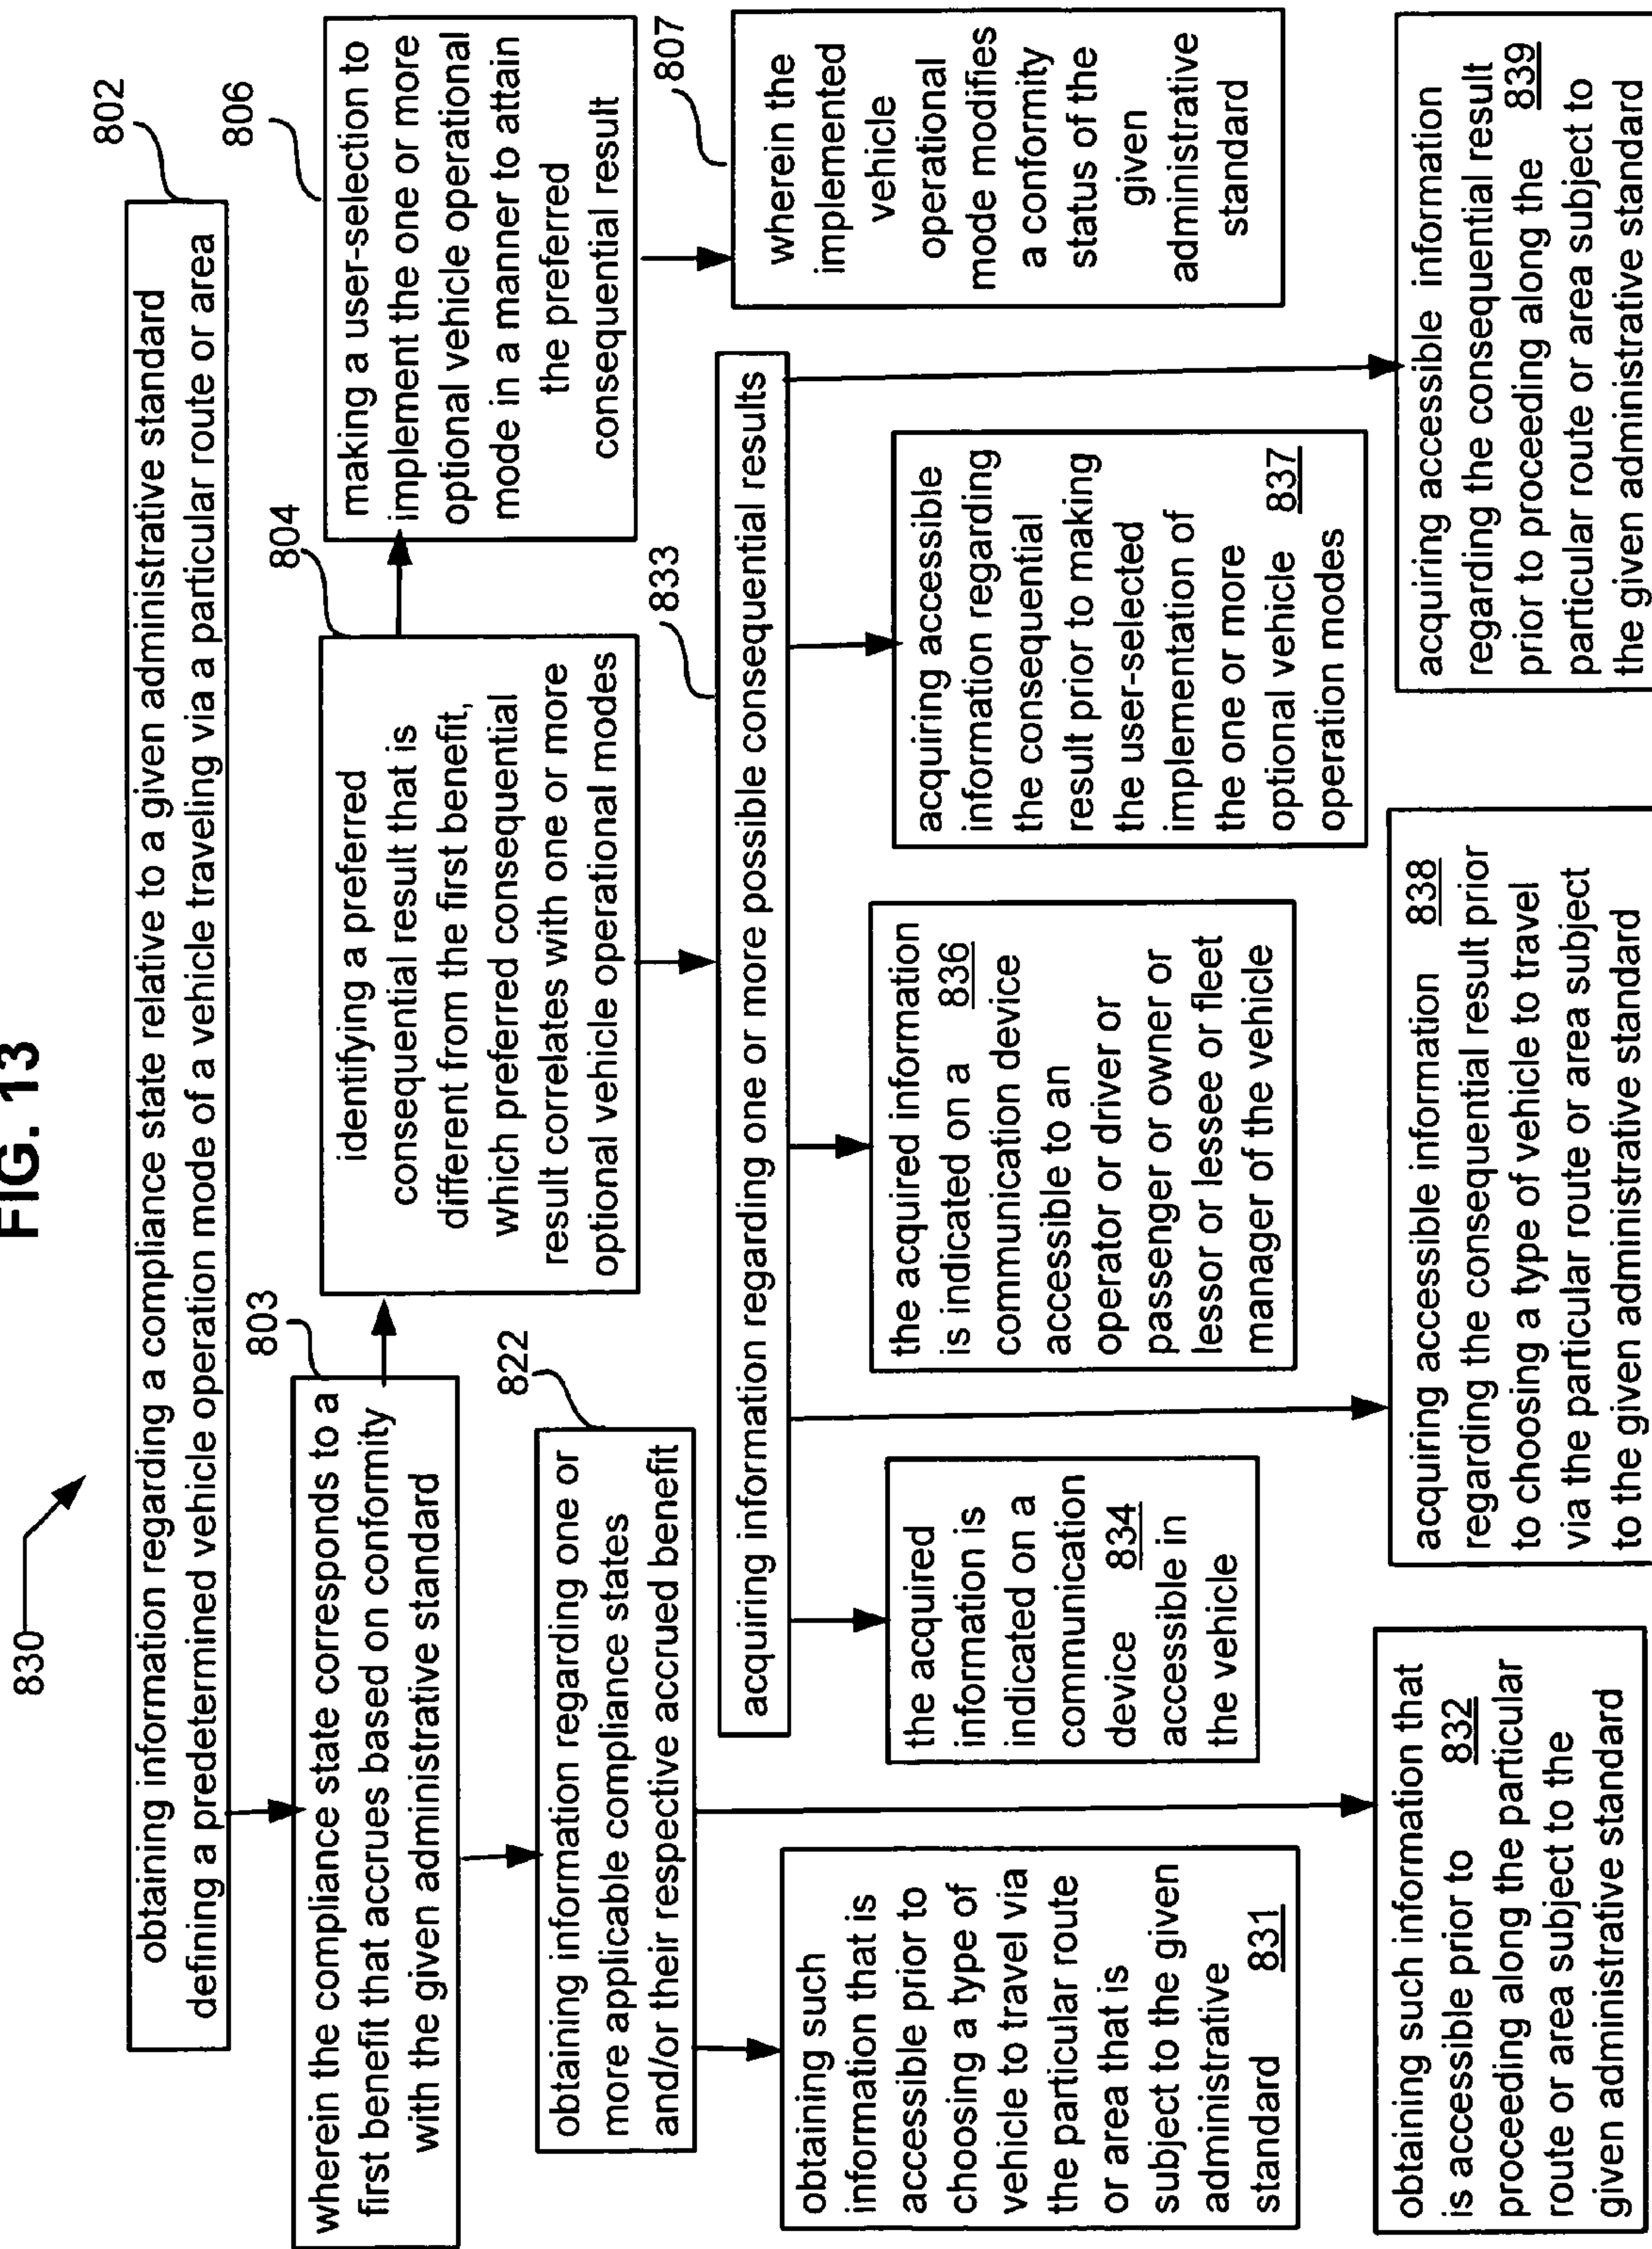 FIG. 13
830
802
obtaining information regarding a compliance state relative to a given administrative standard
defining a predetermined vehicle operation mode of a vehicle traveling via a particular route or area
803
wherein the compliance state corresponds to a
first benefit that accrues based on conformity
with the given administrative standard
804
identifying a preferred
consequential result that is
different from the first benefit,
which preferred consequential
result correlates with one or more
optional vehicle operational modes
806
making a user-selection to
implement the one or more
optional vehicle operational
mode in a manner to attain
the preferred
consequential result
822
obtaining information regarding one or
more applicable compliance states
and/or their respective accrued benefit
833
acquiring information regarding one or more possible consequential results
807
wherein the
implemented
vehicle
operational
mode modifies
a conformity
status of the
given
administrative
standard
obtaining such
information that is
accessible prior to
choosing a type of
vehicle to travel via
the particular route
or area that is
subject to the given
administrative
standard 831
the acquired
information is
indicated on a
communication
device 834
accessible in
the vehicle
the acquired information
is indicated on a 836
communication device
accessible to an
operator or driver or
passenger or owner or
lessor or lessee or fleet
manager of the vehicle
acquiring accessible
information regarding
the consequential
result prior to making
the user-selected
implementation of
the one or more
optional vehicle 837
operation modes
obtaining such information that
is accessible prior to 832
proceeding along the particular
route or area subject to the
given administrative standard
acquiring accessible information 838
regarding the consequential result prior
to choosing a type of vehicle to travel
via the particular route or area subject
to the given administrative standard
acquiring accessible information
regarding the consequential result
prior to proceeding along the 839
particular route or area subject to
the given administrative standard